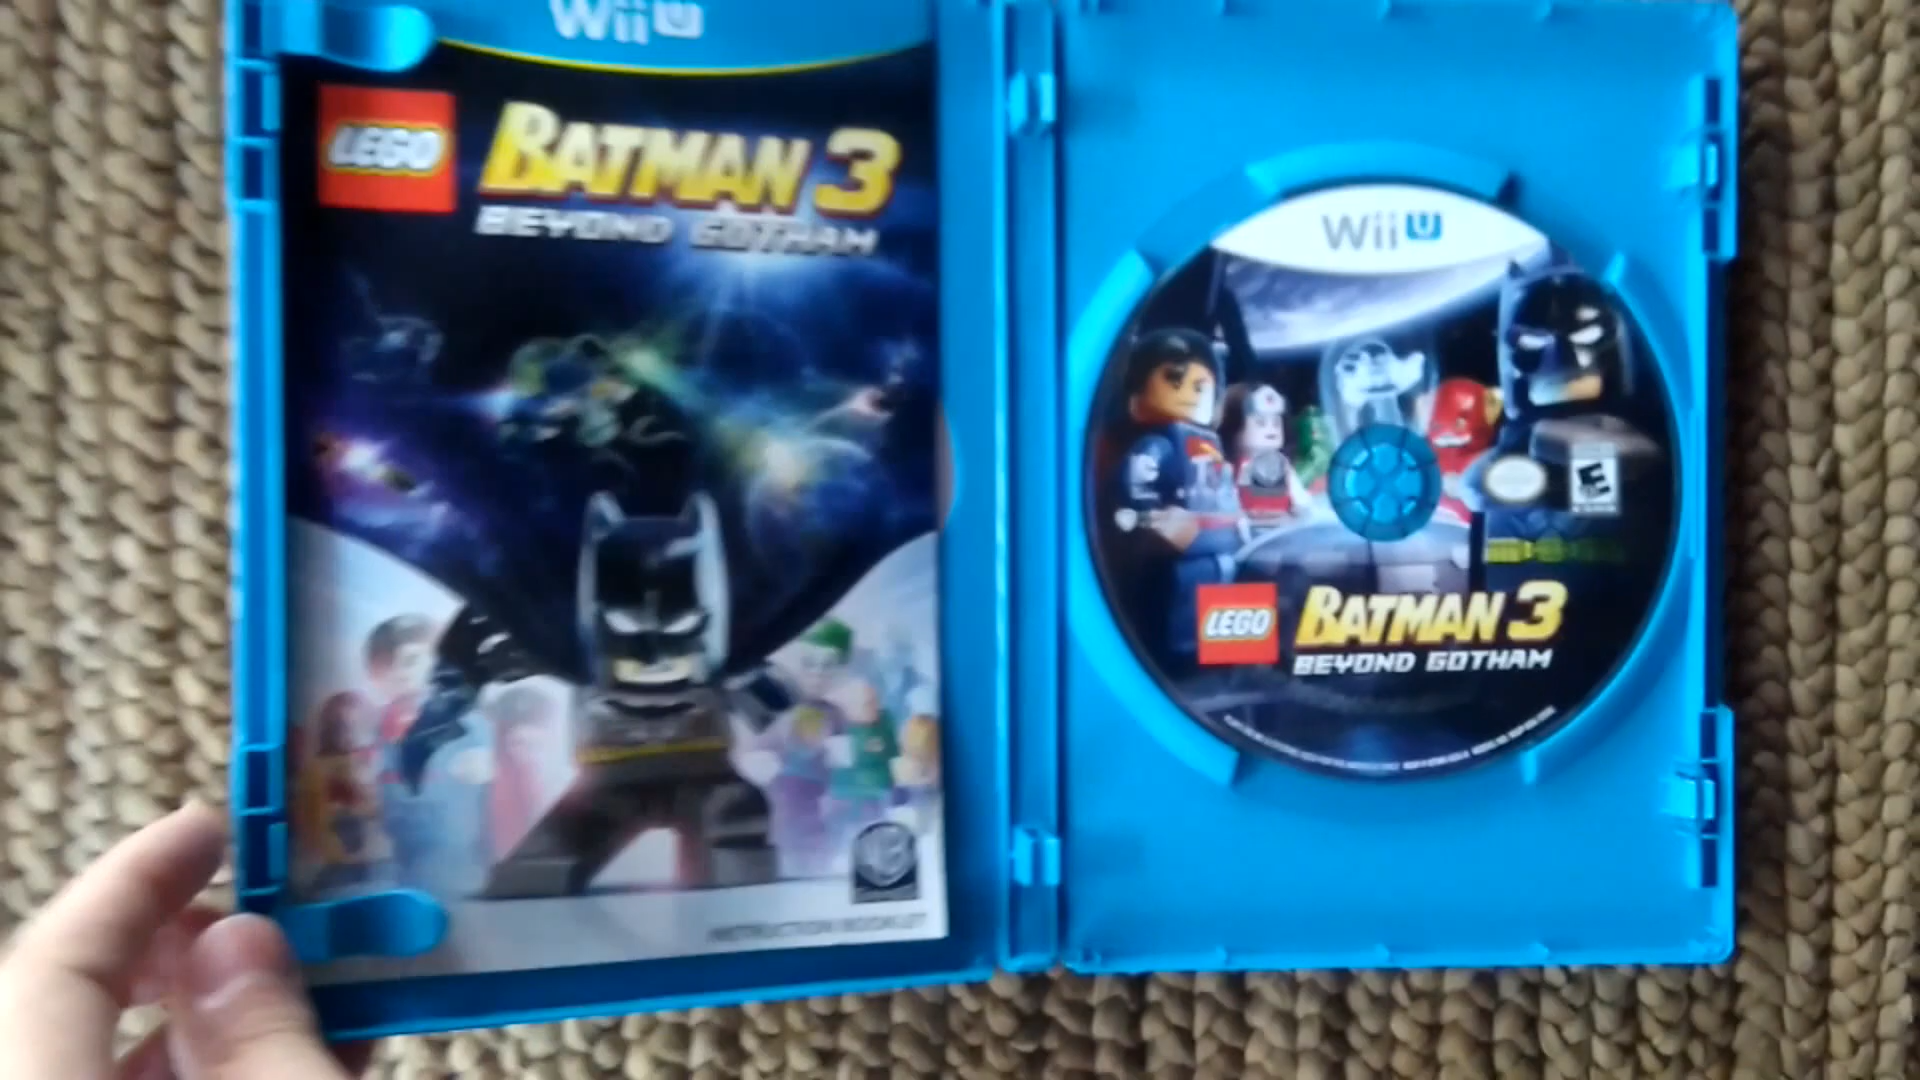 Wii U
LEGO
BATMAN 3
BEYOND GOTHAM
INSTRUCTION BOOKLET
Wii U
E
LEGO
BATMAN 3
BEYOND GOTHAM